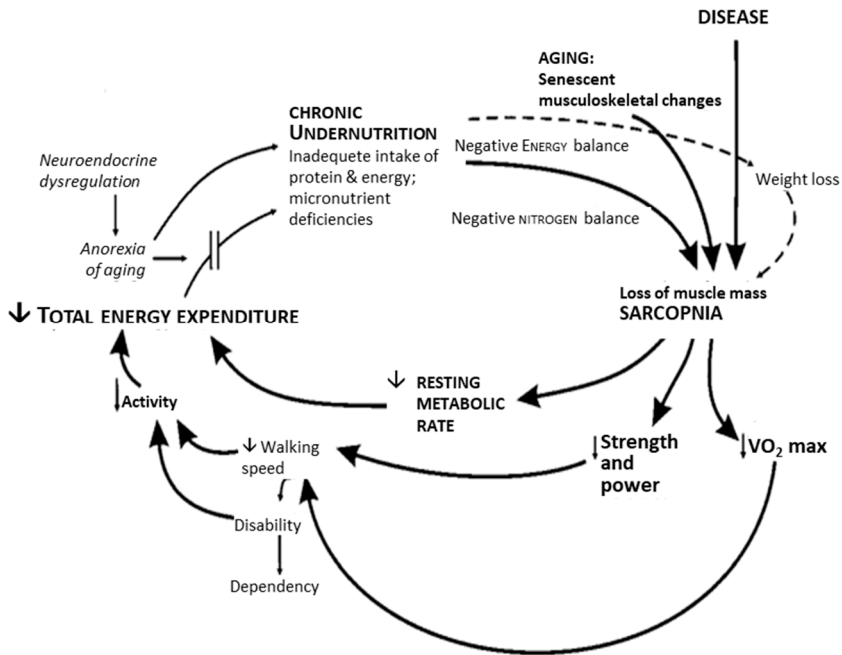 DISEASE
AGING:
Senescent
musculoskeletal changes
CHRONIC
UNDERNUTRITION
Inadequete intake of
protein & energy;
micronutrient
deficiencies
Negative ENERGY balance
Negative NITROGEN balance
Weight loss
Neuroendocrine
dysregulation
Anorexia
of aging
Loss of muscle mass
SARCOPNIA
↓ TOTAL ENERGY EXPENDITURE
↓ RESTING
METABOLIC
RATE
↓ Activity
↓ Walking
speed
↓ Strength
and
power
↓ VO₂ max
Disability
Dependency